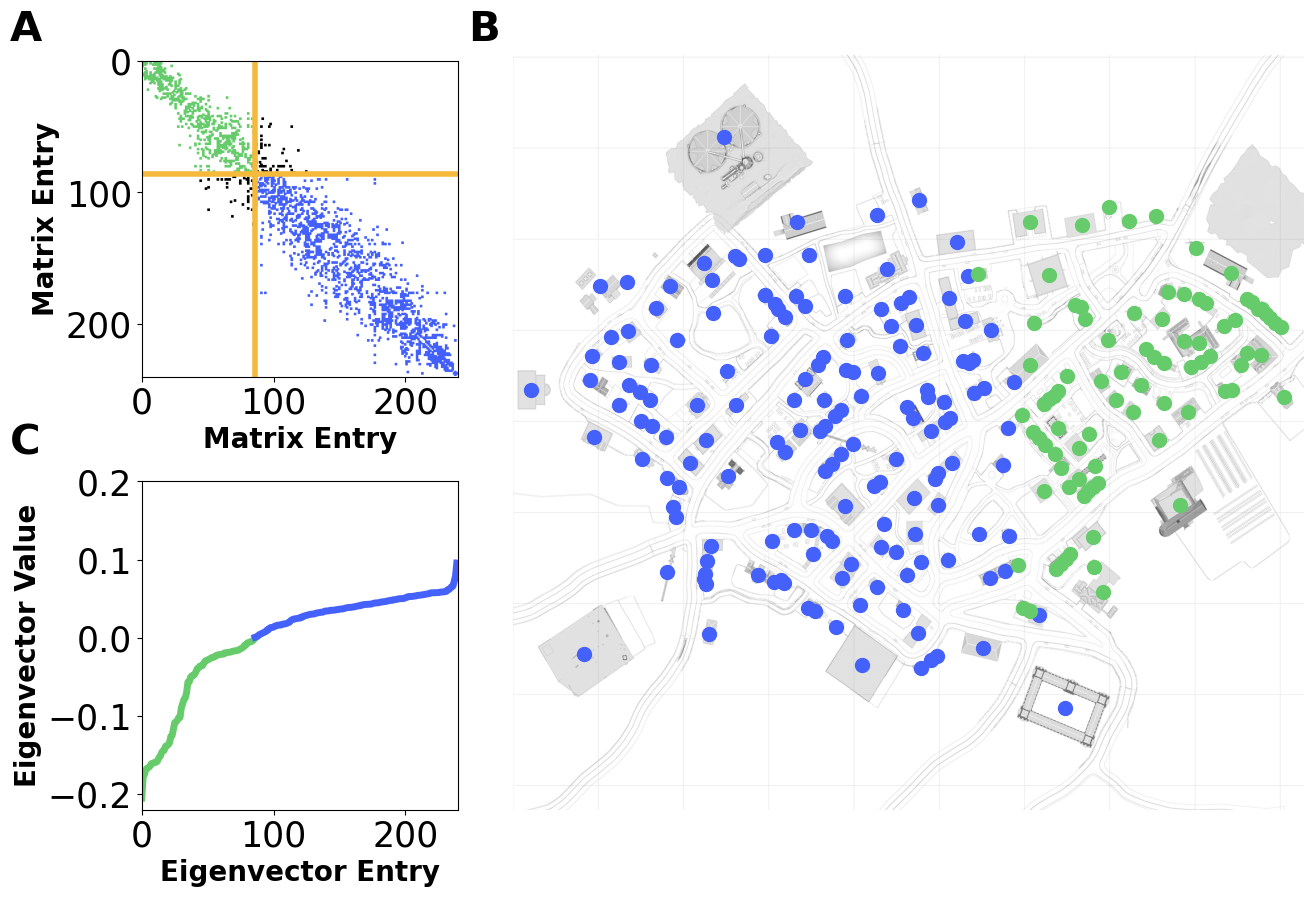 A
B
0
100
200
Matrix Entry
0 100 200
Matrix Entry
C
0.2
0.1
0.0
−0.1
−0.2
Eigenvector Value
0 100 200
Eigenvector Entry